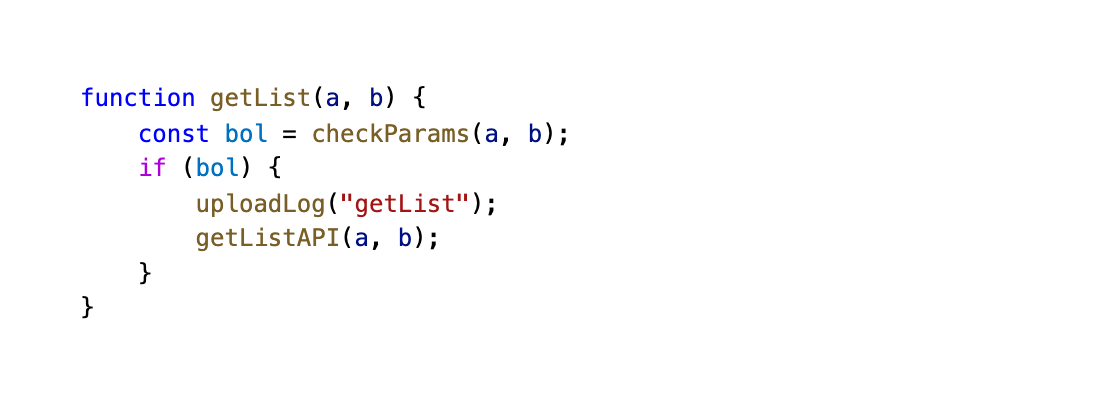 function getList(a, b) {
    const bol = checkParams(a, b);
    if (bol) {
        uploadLog("getList");
        getListAPI(a, b);
    }
}